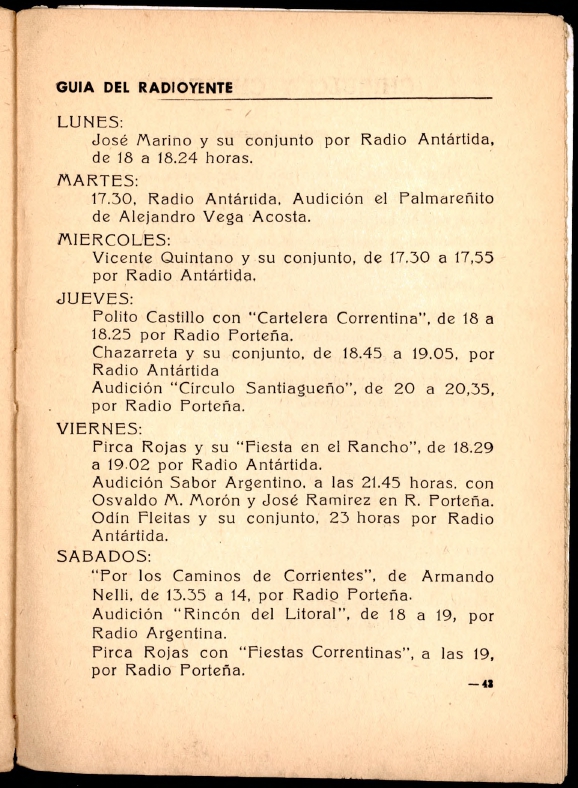 GUIA DEL RADIOYENTE
LUNES:
José Marino y su conjunto por Radio Antártida,
de 18 a 18.24 horas.
MARTES:
17.30, Radio Antártida, Audición el Palmareñito
de Alejandro Vega Acosta.
MIERCOLES:
Vicente Quintano y su conjunto, de 17.30 a 17,55
por Radio Antártida.
JUEVES:
Polito Castillo con "Cartelera Correntina", de 18 a
18.25 por Radio Porteña.
Chazarreta y su conjunto, de 18.45 a 19.05, por
Radio Antártida
Audición "Círculo Santiagueño", de 20 a 20,35,
por Radio Porteña.
VIERNES:
Pirca Rojas y su "Fiesta en el Rancho", de 18.29
a 19.02 por Radio Antártida.
Audición Sabor Argentino, a las 21.45 horas, con
Osvaldo M. Morón y José Ramirez en R. Porteña.
Odin Fleitas y su conjunto, 23 horas por Radio
Antártida.
SABADOS:
"Por los Caminos de Corrientes", de Armando
Nelli, de 13.35 a 14, por Radio Porteña.
Audición "Rincón del Litoral", de 18 a 19, por
Radio Argentina.
Pirca Rojas con "Fiestas Correntinas", a las 19,
por Radio Porteña.
— 43